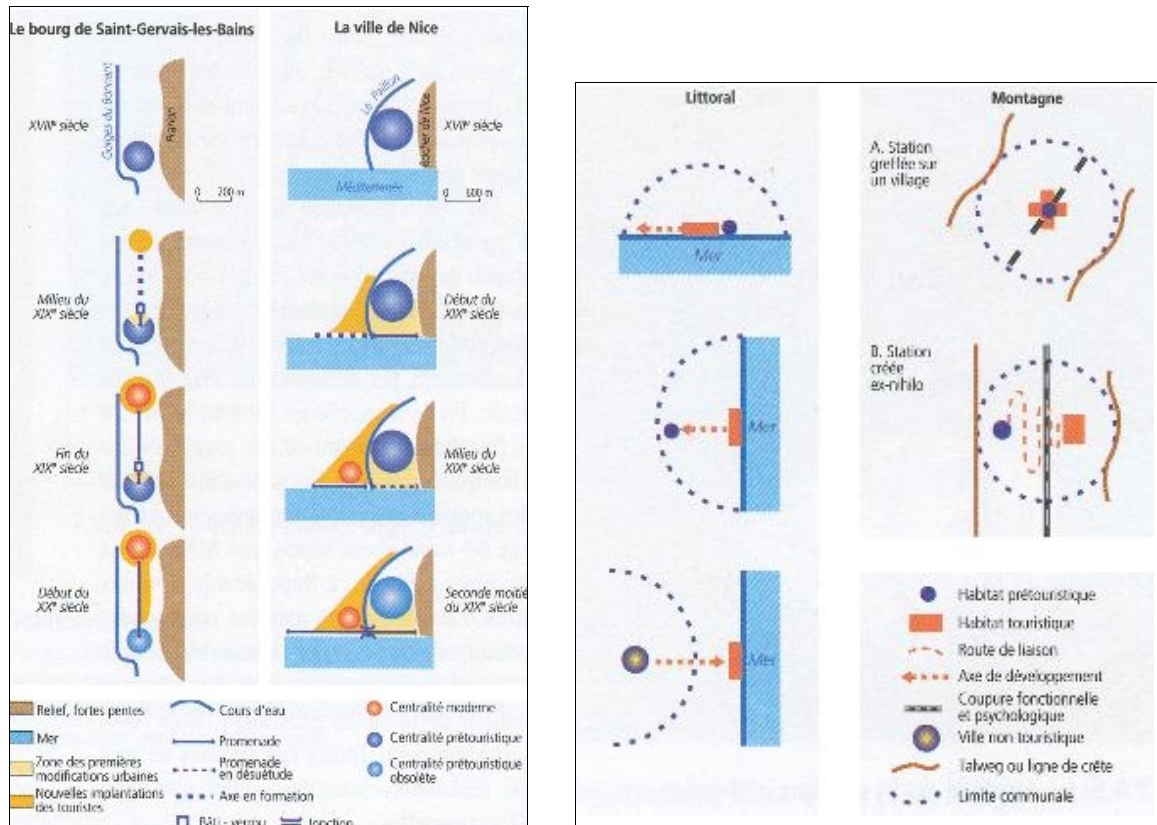 Le bourg de Saint-Gervais-les-Bains
La ville de Nice
XVIIIᵉ siècle
Gorges du Bonnant
0 200 m
Le Paillon
Rocher de Nice
XVIIIᵉ siècle
Méditerranée
0 600 m
Milieu du
XIXᵉ siècle
Début du
XIXᵉ siècle
Fin du
XIXᵉ siècle
Milieu du
XIXᵉ siècle
Début du
XXᵉ siècle
Seconde moitié
du XIXᵉ siècle
Relief, fortes pentes
Mer
Zone des premières
modifications urbaines
Nouvelles implantations
des touristes
Cours d'eau
Promenade
Promenade
en désuétude
Axe en formation
Bâti - verrou
Jonction
Centralité moderne
Centralité prétouristique
Centralité prétouristique
obsolète
Littoral
Mer
Mer
Mer
Montagne
A. Station
greffée sur
un village
B. Station
créée
ex-nihilo
Habitat prétouristique
Habitat touristique
Route de liaison
Axe de développement
Coupure fonctionnelle
et psychologique
Ville non touristique
Talweg ou ligne de crête
Limite communale